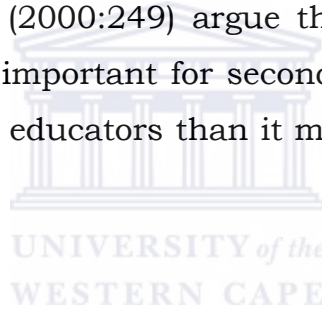 (2000:249) argue th
important for second
educators than it m
UNIVERSITY of the
WESTERN CAPE